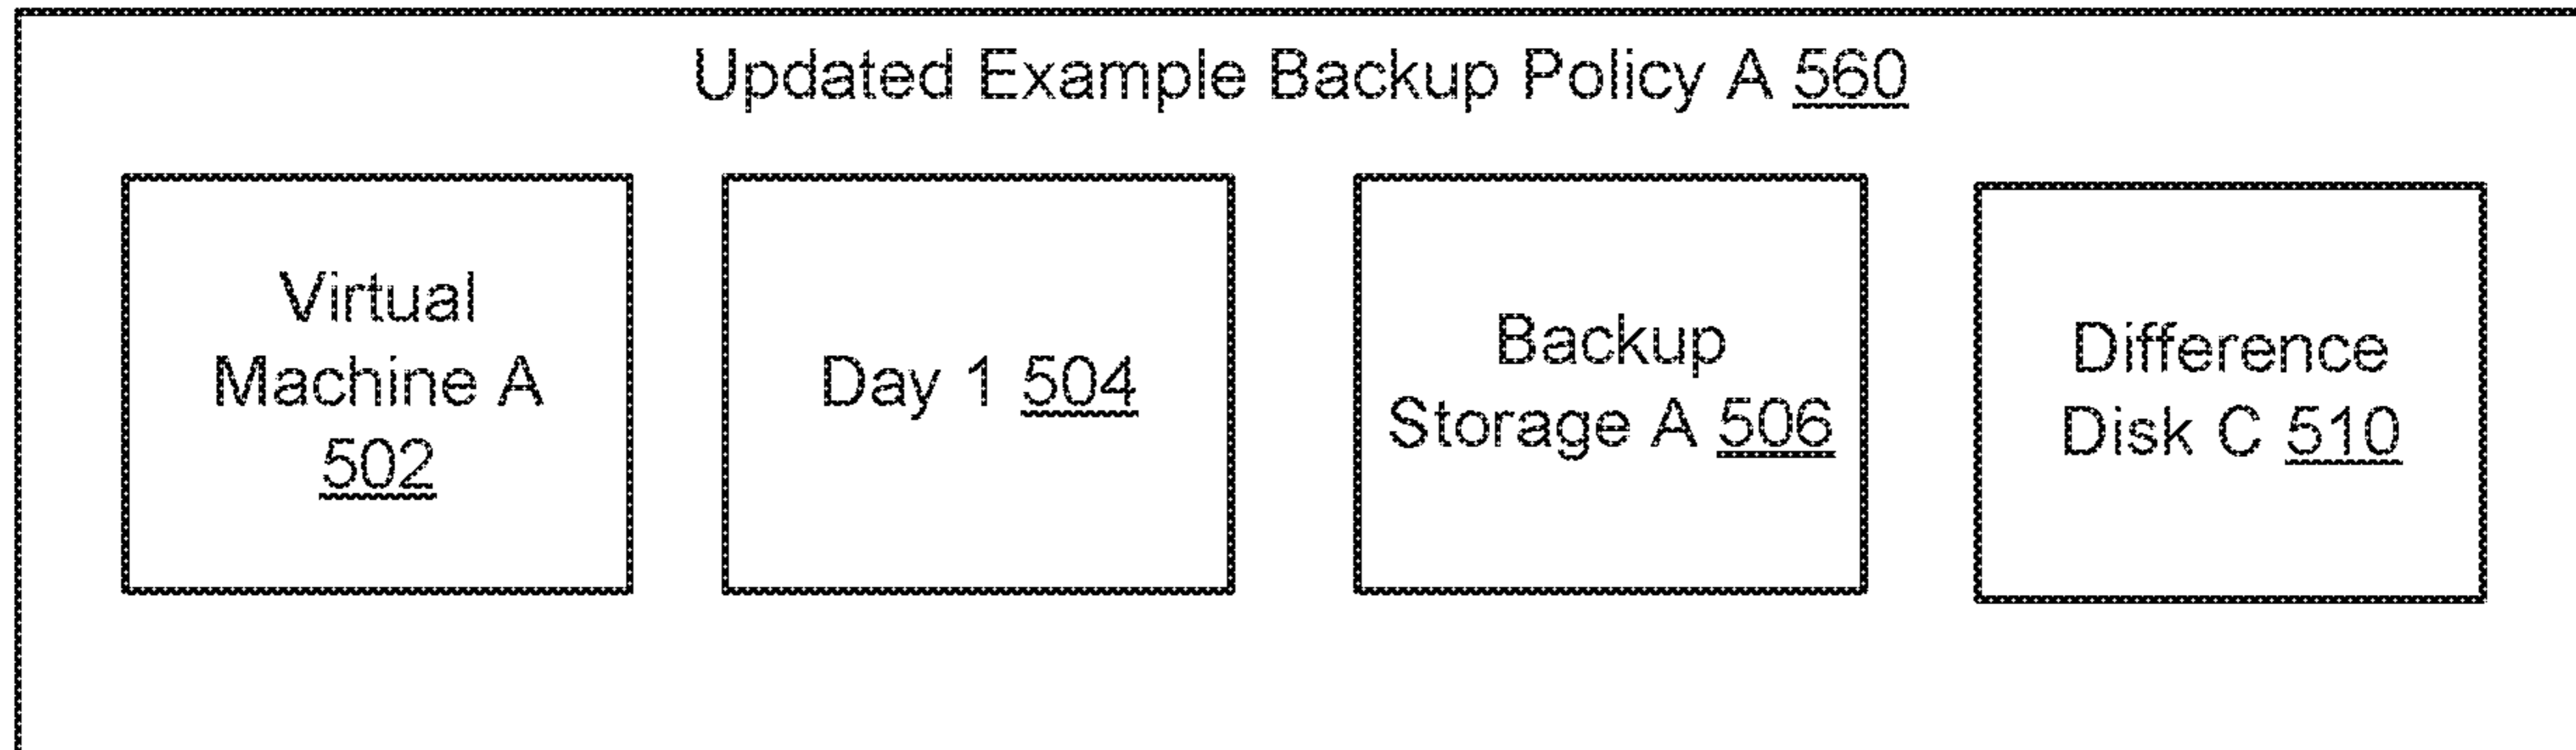 Updated Example Backup Policy A 560
Virtual
Machine A
502
Day 1 504
Backup
Storage A 506
Difference
Disk C 510